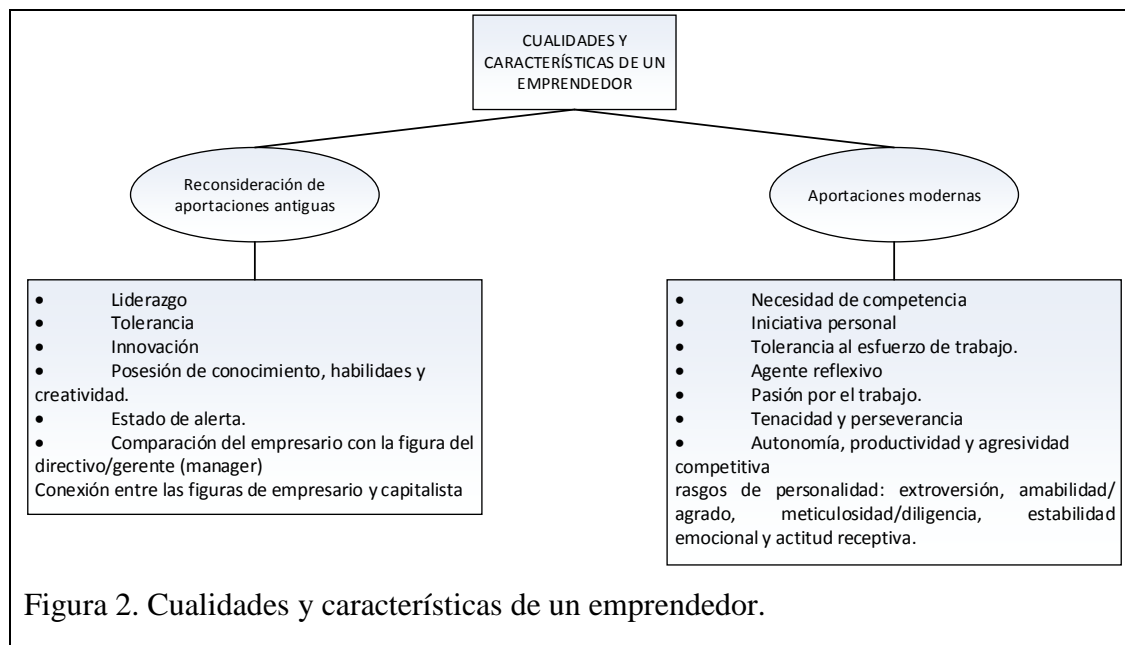 CUALIDADES Y
CARACTERÍSTICAS DE UN
EMPRENDEDOR
Reconsideración de
aportaciones antiguas
• Liderazgo
• Tolerancia
• Innovación
• Posesión de conocimiento, habilidaes y
creatividad.
• Estado de alerta.
• Comparación del empresario con la figura del
directivo/gerente (manager)
Conexión entre las figuras de empresario y capitalista
Aportaciones modernas
• Necesidad de competencia
• Iniciativa personal
• Tolerancia al esfuerzo de trabajo.
• Agente reflexivo
• Pasión por el trabajo.
• Tenacidad y perseverancia
• Autonomía, productividad y agresividad
competitiva
rasgos de personalidad: extroversión, amabilidad/
agrado, meticulosidad/diligencia, estabilidad
emocional y actitud receptiva.
Figura 2. Cualidades y características de un emprendedor.